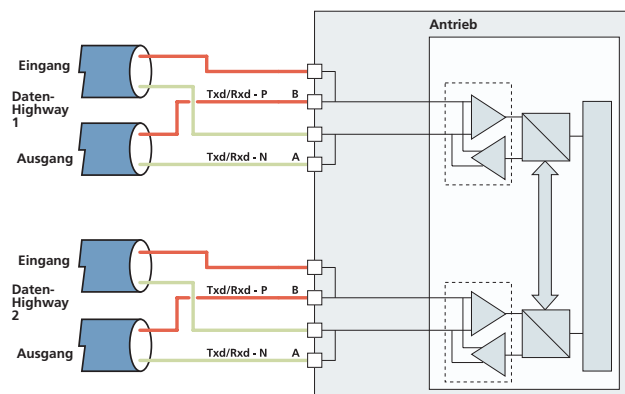 Antrieb
Eingang
Daten-
Highway
1
Txd/Rxd - P B
Ausgang
Txd/Rxd - N A
Eingang
Daten-
Highway
2
Txd/Rxd - P B
Ausgang
Txd/Rxd - N A